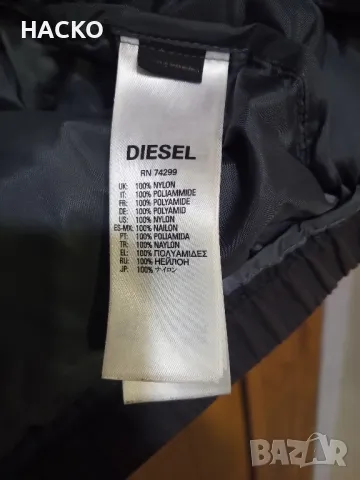 HACKO
DIESEL
RN 74299
UK: 100% NYLON
IT: 100% POLIAMMIDE
FR: 100% POLYAMIDE
DE: 100% POLYAMID
US: 100% NYLON
ES-MX: 100% NAILON
PT: 100% POLIAMIDA
TR: 100% NAYLON
EL: 100% ΠΟΛΥΑΜΙΔΕΣ
RU: 100% НЕЙЛОН
JP: 100% ナイロン
BAZAR